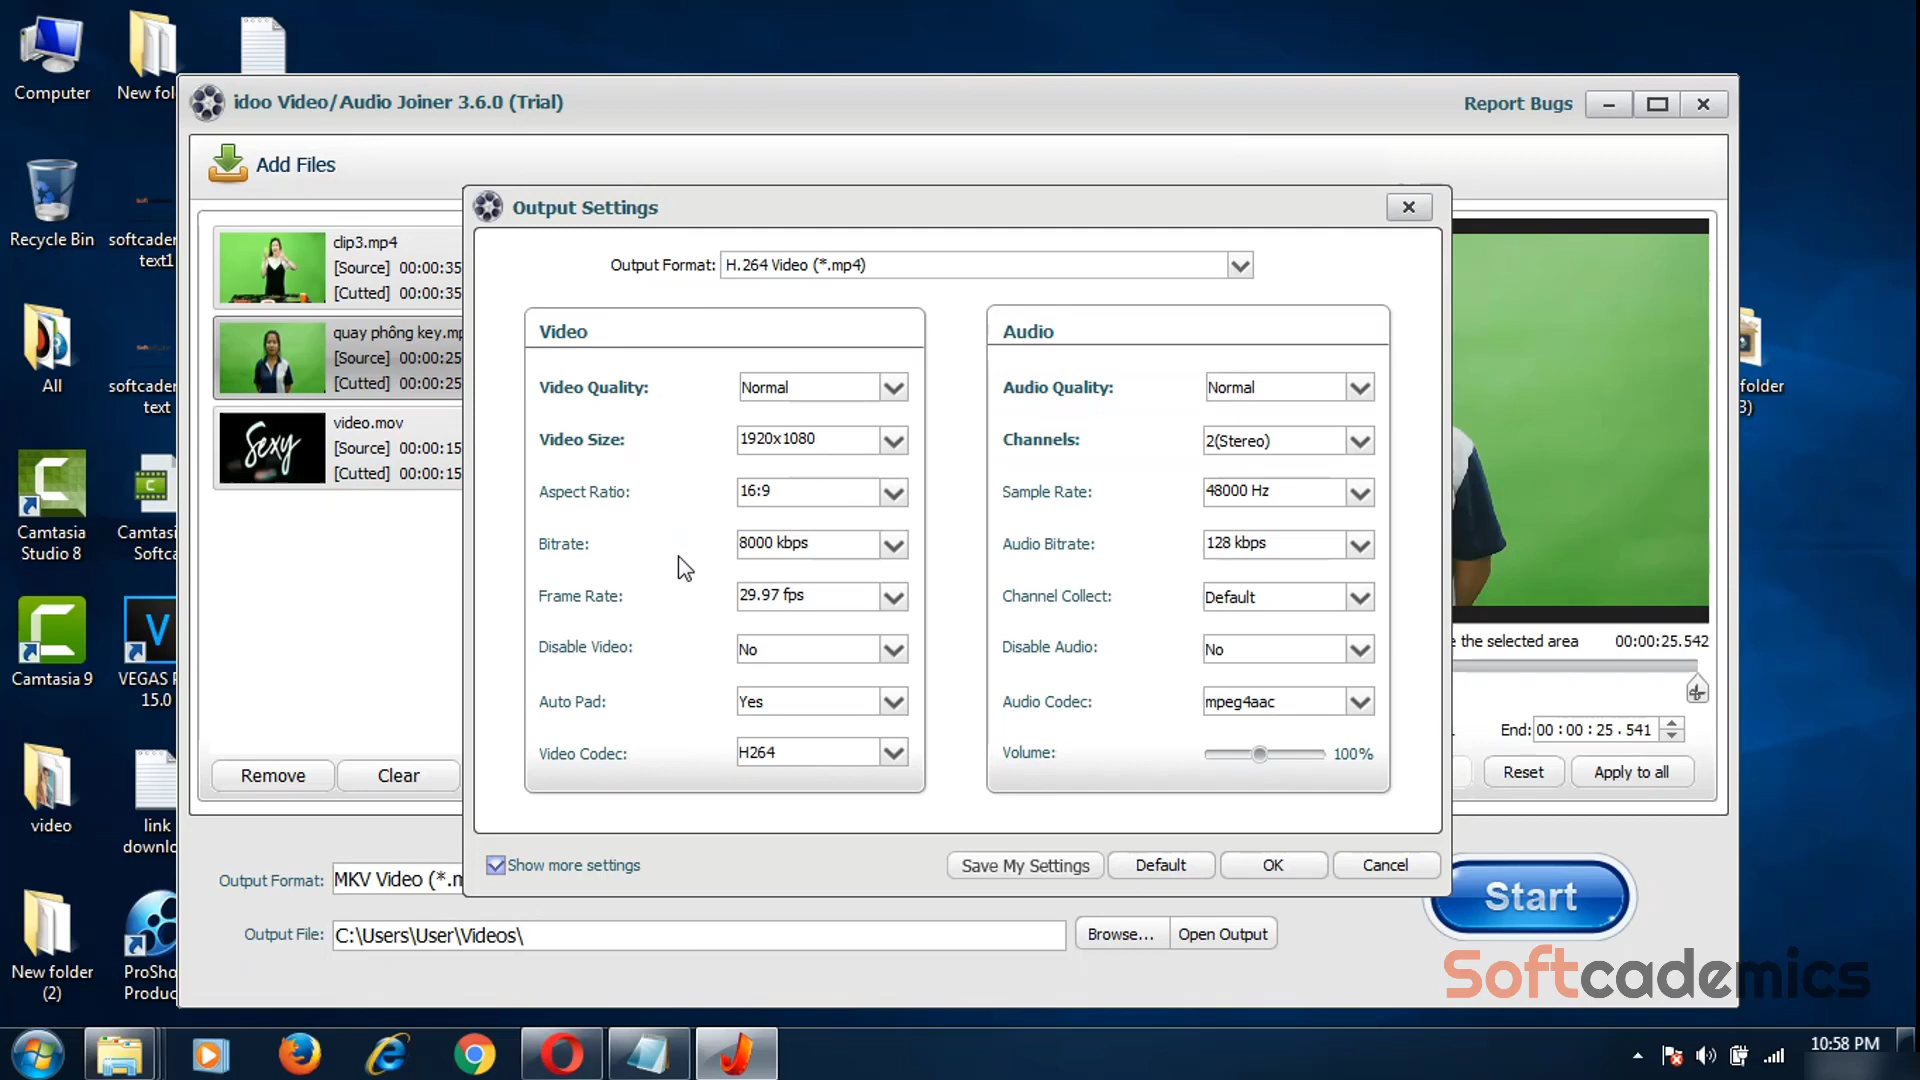 Computer
New fol
Recycle Bin
softcader
text1
All
softcader
text
Camtasia
Studio 8
Camtasi
Softca
Camtasia 9
VEGAS P
15.0
video
link
downlo
New folder
(2)
ProSho
Produc
folder
3)
idoo Video/Audio Joiner 3.6.0 (Trial)
Report Bugs
Add Files
clip3.mp4
[Source] 00:00:35
[Cutted] 00:00:35
quay phông key.mp
[Source] 00:00:25
[Cutted] 00:00:25
Sexy
video.mov
[Source] 00:00:15
[Cutted] 00:00:15
Remove
Clear
Output Settings
Output Format: H.264 Video (*.mp4)
Video
Video Quality: Normal
Video Size: 1920x1080
Aspect Ratio: 16:9
Bitrate: 8000 kbps
Frame Rate: 29.97 fps
Disable Video: No
Auto Pad: Yes
Video Codec: H264
Audio
Audio Quality: Normal
Channels: 2(Stereo)
Sample Rate: 48000 Hz
Audio Bitrate: 128 kbps
Channel Collect: Default
Disable Audio: No
Audio Codec: mpeg4aac
Volume: 100%
Show more settings
Save My Settings
Default
OK
Cancel
e the selected area 00:00:25.542
End: 00:00:25.541
Reset
Apply to all
Output Format: MKV Video (*.m
Output File: C:\Users\User\Videos\
Browse...
Open Output
Start
Softcademics
10:58 PM